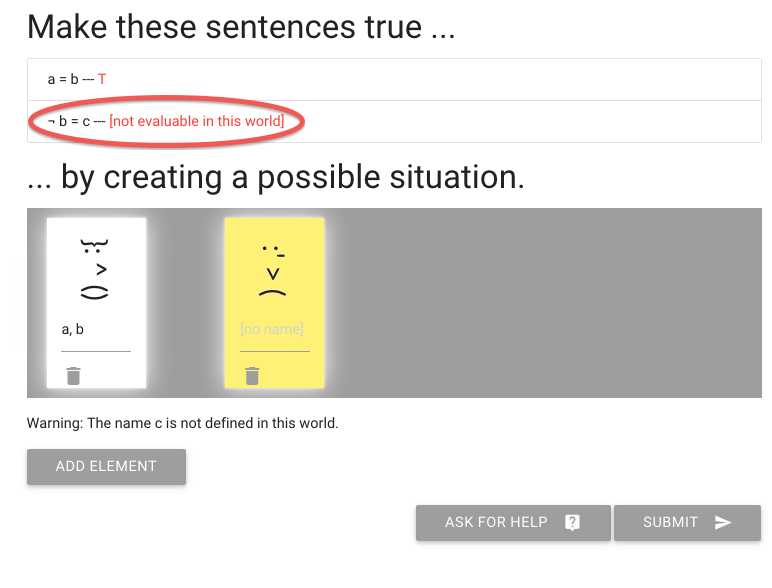 Make these sentences true ...
a = b --- T
¬ b = c --- [not evaluable in this world]
... by creating a possible situation.
a, b
[no name]
Warning: The name c is not defined in this world.
ADD ELEMENT
ASK FOR HELP
SUBMIT